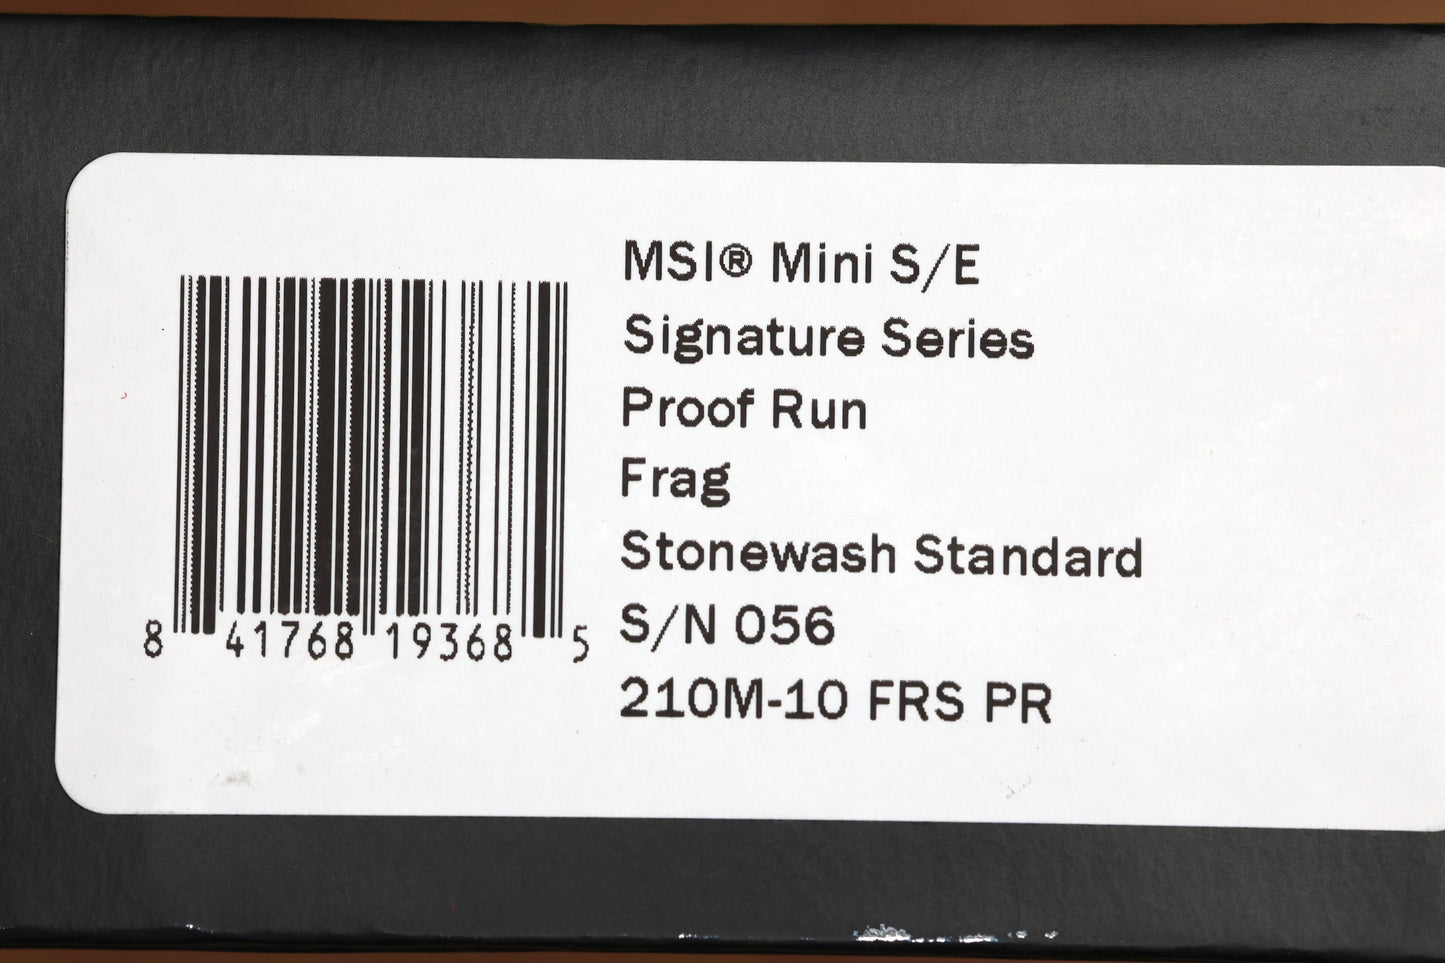 MSI® Mini S/E
Signature Series
Proof Run
Frag
Stonewash Standard
S/N 056
210M-10 FRS PR
8 41768 19368 5